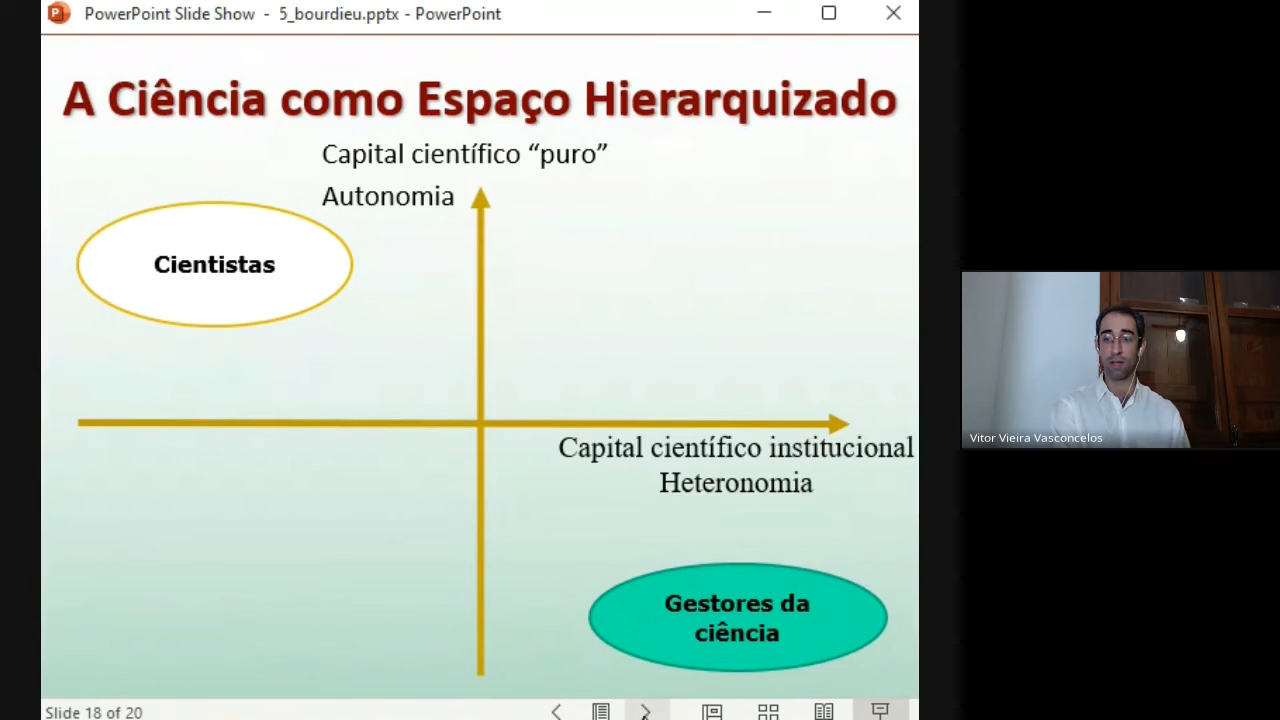 PowerPoint Slide Show - 5_bourdieu.pptx - PowerPoint
A Ciência como Espaço Hierarquizado
Capital científico “puro”
Autonomia
Cientistas
Capital científico institucional
Heteronomia
Vitor Vieira Vasconcelos
Gestores da
ciência
Slide 18 of 20